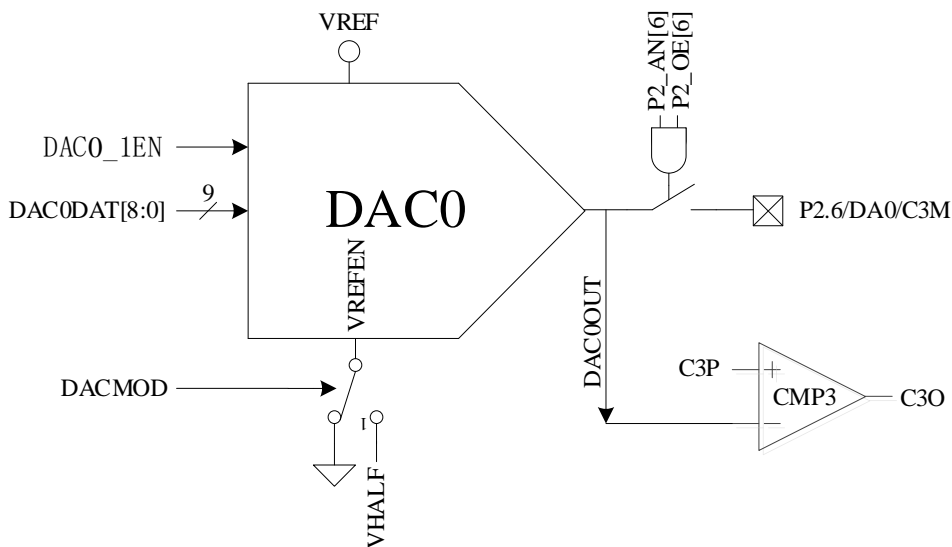 VREF
P2_AN[6]
P2_OE[6]
DAC0_1EN
DAC0DAT[8:0]
9
DAC0
P2.6/DA0/C3M
VREFEN
DAC0OUT
DACMOD
1
VHALF
C3P
+
CMP3
C3O